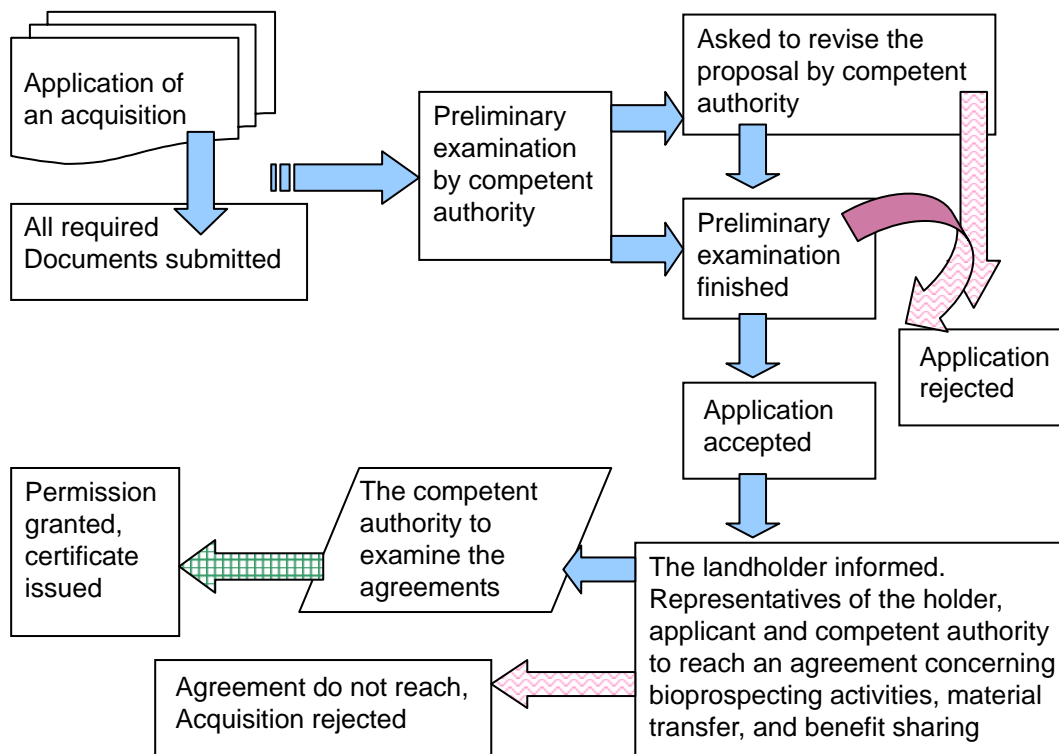 Application of
an acquisition
All required
Documents submitted
Preliminary
examination
by competent
authority
Asked to revise the
proposal by competent
authority
Preliminary
examination
finished
Application
rejected
Application
accepted
The landholder informed.
Representatives of the holder,
applicant and competent authority
to reach an agreement concerning
bioprospecting activities, material
transfer, and benefit sharing
The competent
authority to
examine the
agreements
Permission
granted,
certificate
issued
Agreement do not reach,
Acquisition rejected